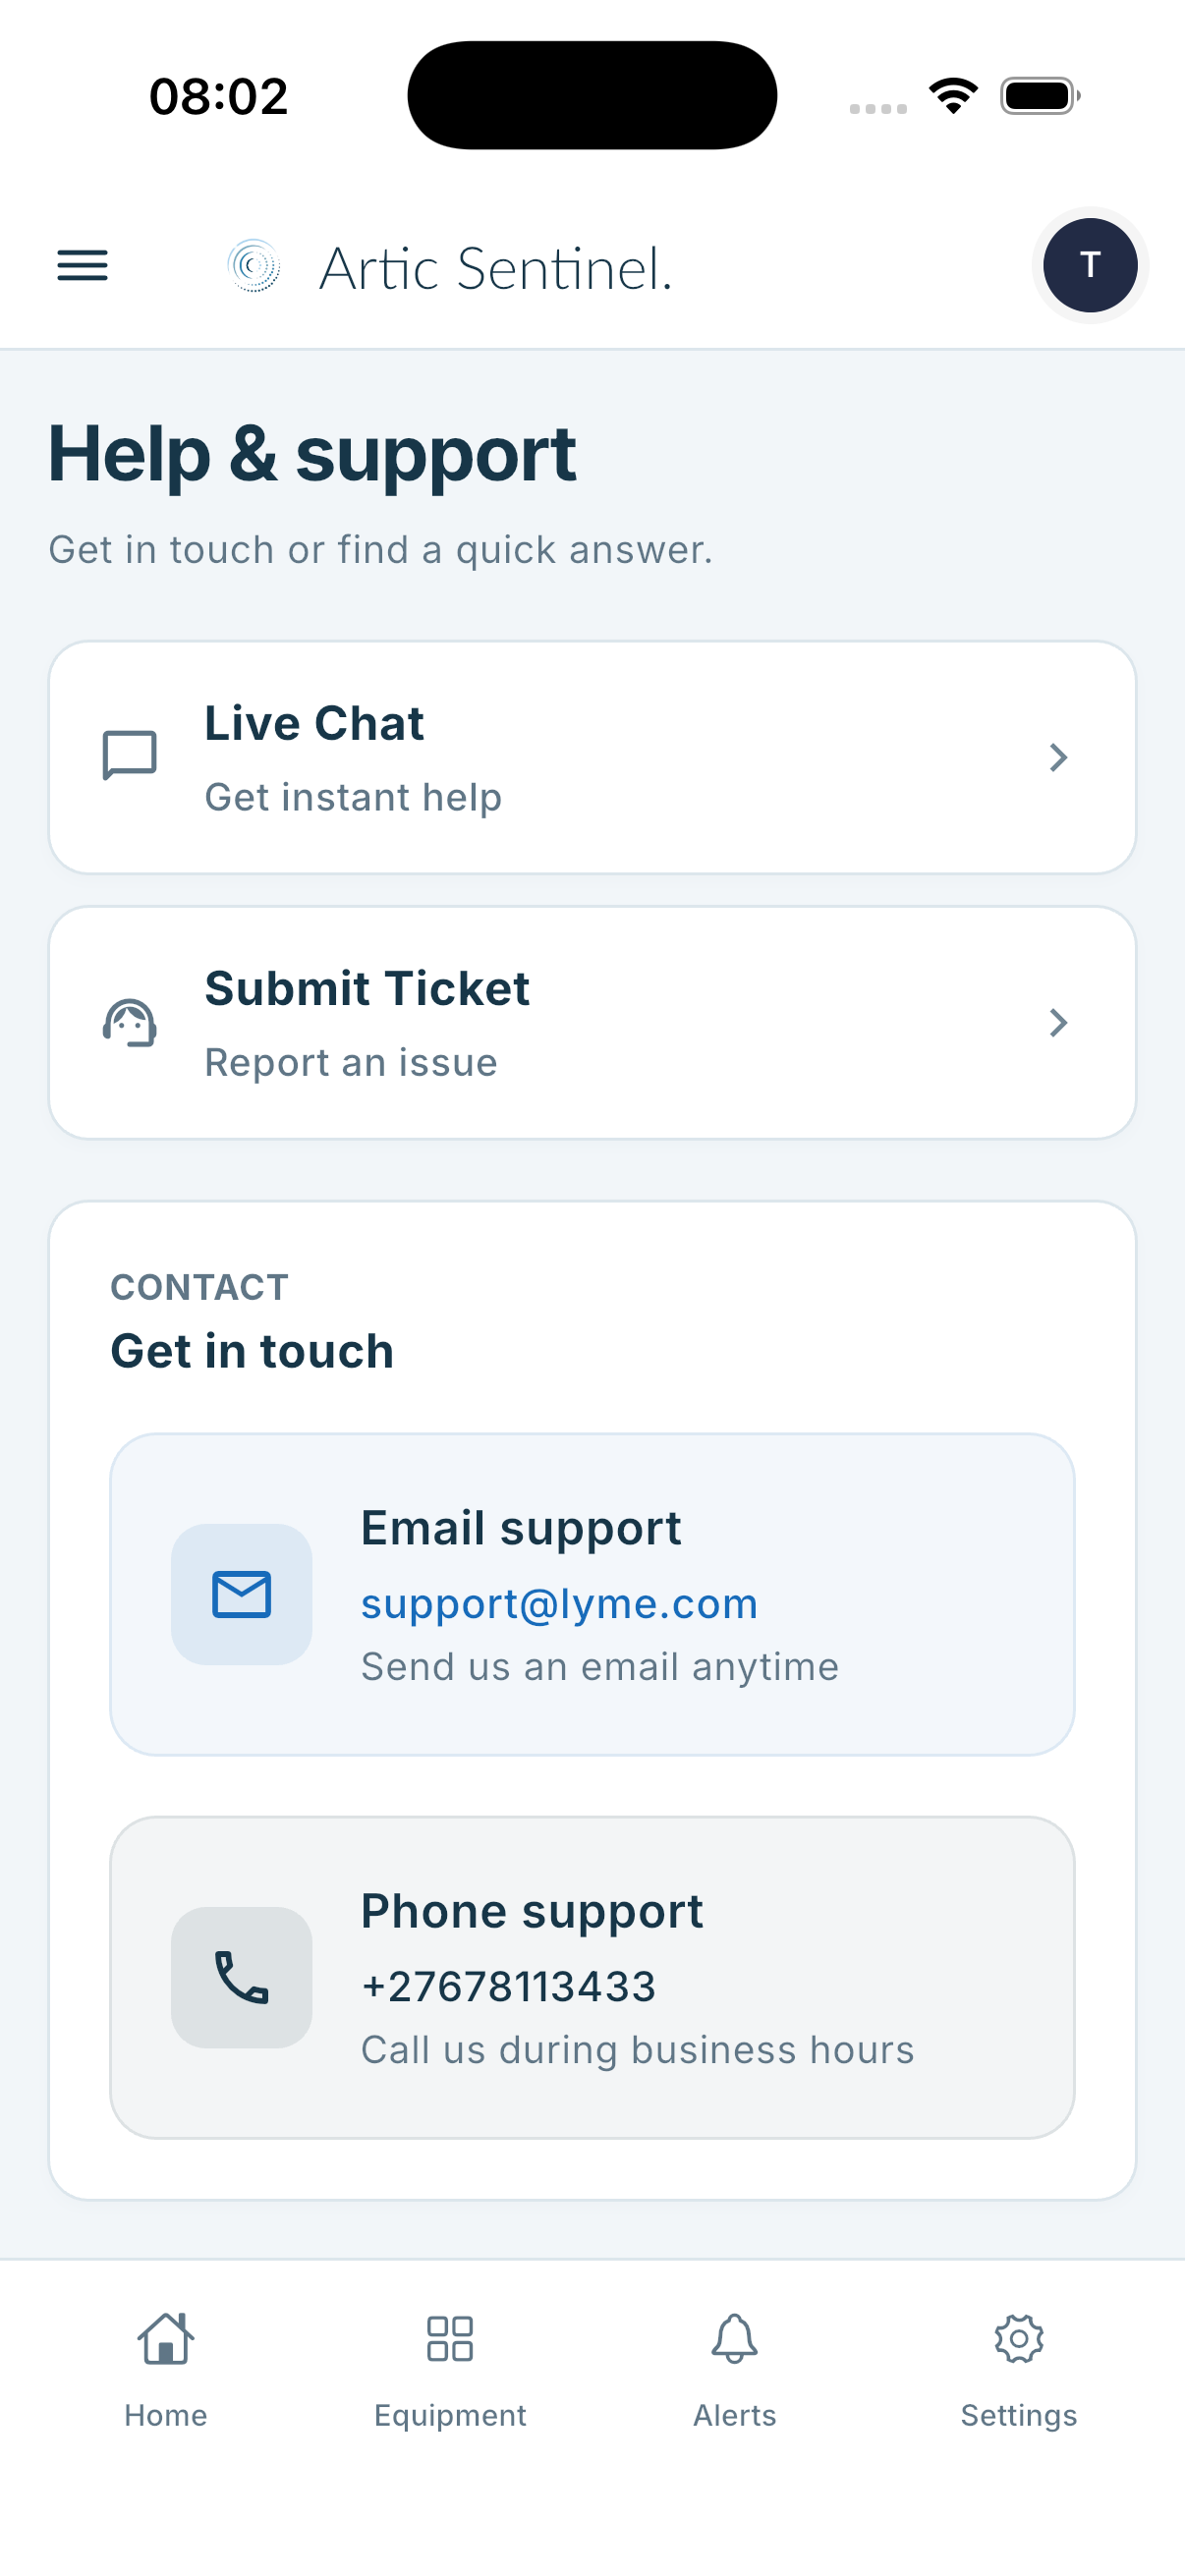 08:02
Artic Sentinel.
T
Help & support
Get in touch or find a quick answer.
Live Chat
Get instant help
Submit Ticket
Report an issue
CONTACT
Get in touch
Email support
support@lyme.com
Send us an email anytime
Phone support
+27678113433
Call us during business hours
Home
Equipment
Alerts
Settings